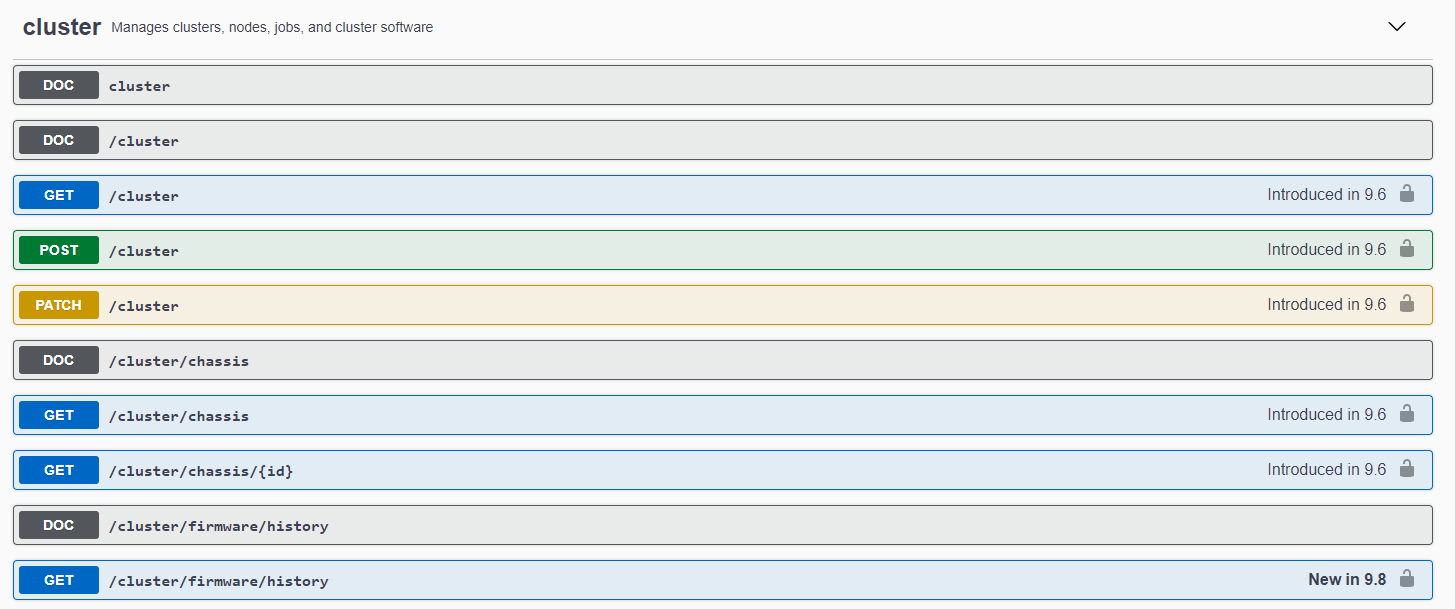 cluster Manages clusters, nodes, jobs, and cluster software
DOC cluster
DOC /cluster
GET /cluster Introduced in 9.6
POST /cluster Introduced in 9.6
PATCH /cluster Introduced in 9.6
DOC /cluster/chassis
GET /cluster/chassis Introduced in 9.6
GET /cluster/chassis/{id} Introduced in 9.6
DOC /cluster/firmware/history
GET /cluster/firmware/history New in 9.8